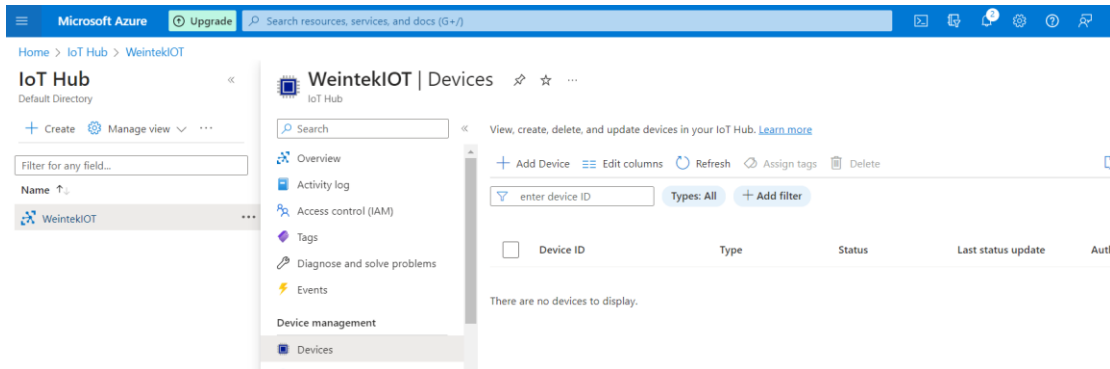 Microsoft Azure
Upgrade
Search resources, services, and docs (G+/)
2
Home > IoT Hub > WeintekIOT
IoT Hub
Default Directory
+ Create Manage view ...
Filter for any field...
Name ↑↓
WeintekIOT ...
WeintekIOT | Devices ...
IoT Hub
Search
Overview
Activity log
Access control (IAM)
Tags
Diagnose and solve problems
Events
Device management
Devices
View, create, delete, and update devices in your IoT Hub. Learn more
+ Add Device Edit columns Refresh Assign tags Delete
enter device ID Types: All + Add filter
Device ID Type Status Last status update
There are no devices to display.